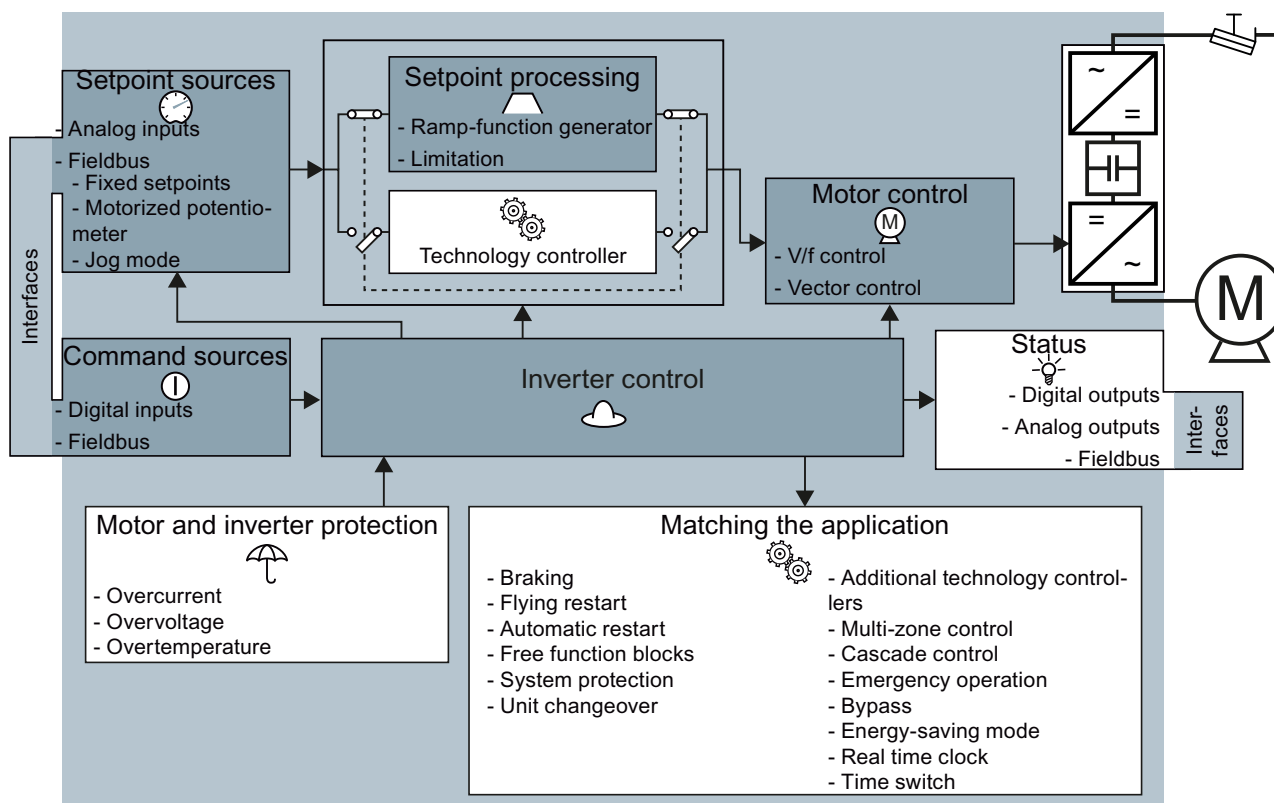 Setpoint sources
- Analog inputs
- Fieldbus
- Fixed setpoints
- Motorized potentio-
meter
- Jog mode
Interfaces
Setpoint processing
- Ramp-function generator
- Limitation
Technology controller
Motor control
M
- V/f control
- Vector control
~
=
=
~
M
Command sources
- Digital inputs
- Fieldbus
Inverter control
Status
- Digital outputs
- Analog outputs
- Fieldbus
Inter-
faces
Motor and inverter protection
- Overcurrent
- Overvoltage
- Overtemperature
Matching the application
- Braking
- Flying restart
- Automatic restart
- Free function blocks
- System protection
- Unit changeover
- Additional technology control-
lers
- Multi-zone control
- Cascade control
- Emergency operation
- Bypass
- Energy-saving mode
- Real time clock
- Time switch